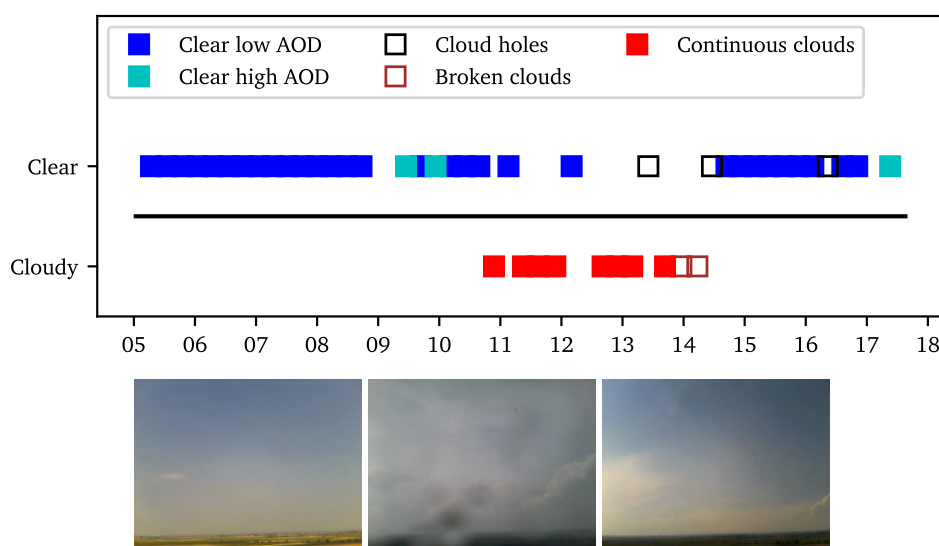 Clear low AOD Cloud holes Continuous clouds
Clear high AOD Broken clouds
Clear
Cloudy
05 06 07 08 09 10 11 12 13 14 15 16 17 18